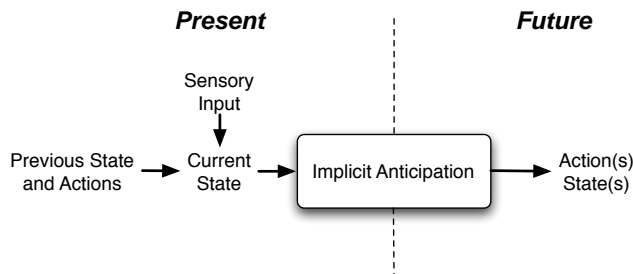 Present
Future
Sensory
Input
Previous State
and Actions
Current
State
Implicit Anticipation
Action(s)
State(s)